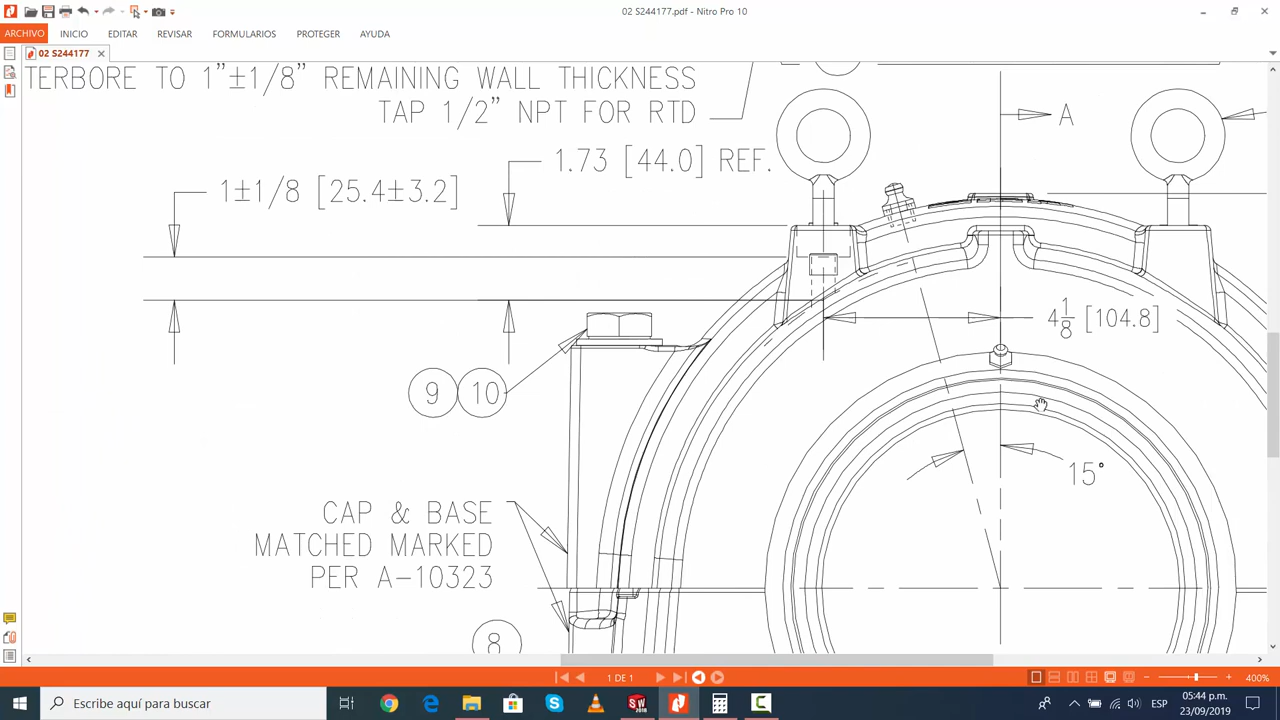 02 S244177.pdf - Nitro Pro 10
ARCHIVO INICIO EDITAR REVISAR FORMULARIOS PROTEGER AYUDA
02 S244177
TERBORE TO 1"±1/8" REMAINING WALL THICKNESS
TAP 1/2" NPT FOR RTD
A
1.73 [44.0] REF.
1±1/8 [25.4±3.2]
4 1/8 [104.8]
9 10
15°
CAP & BASE
MATCHED MARKED
PER A-10323
8
1 DE 1
400%
Escribe aquí para buscar
ESP
05:44 p.m.
23/09/2019